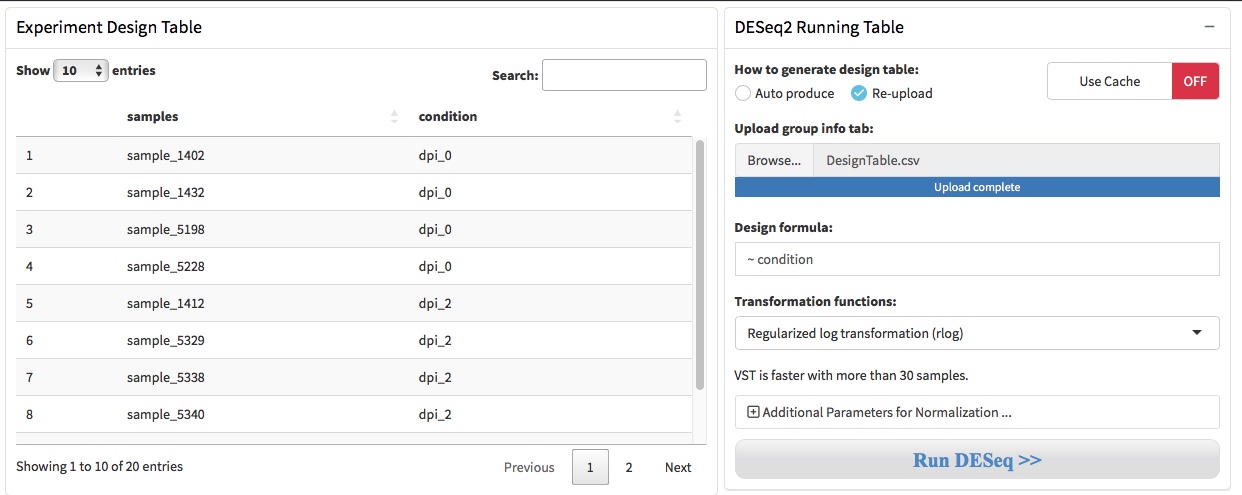 Experiment Design Table
Show 10 entries
Search:
samples condition
1 sample_1402 dpi_0
2 sample_1432 dpi_0
3 sample_5198 dpi_0
4 sample_5228 dpi_0
5 sample_1412 dpi_2
6 sample_5329 dpi_2
7 sample_5338 dpi_2
8 sample_5340 dpi_2
Showing 1 to 10 of 20 entries
Previous 1 2 Next
DESeq2 Running Table
How to generate design table:
Auto produce Re-upload
Use Cache OFF
Upload group info tab:
Browse... DesignTable.csv
Upload complete
Design formula:
~ condition
Transformation functions:
Regularized log transformation (rlog)
VST is faster with more than 30 samples.
Additional Parameters for Normalization ...
Run DESeq >>